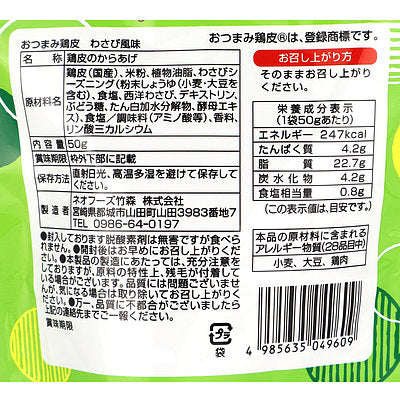 おつまみ鶏皮 わさび風味
名称 鶏皮のからあげ
原材料名 鶏皮(国産)、米粉、植物油脂、わさびシ
ーズニング(粉末しょうゆ(小麦・大豆を
含む)、食塩、西洋わさび、デキストリン、
ぶどう糖、たん白加水分解物、酵母エキ
ス)、食塩/調味料(アミノ酸等)、香料、
リン酸三カルシウム
内容量 50g
賞味期限 枠外下部に記載
保存方法 直射日光、高温多湿を避けて保存してく
ださい。
製造者 ネオフーズ竹森 株式会社
宮崎県都城市山田町山田3983番地7
TEL 0986-64-0197
●封入しております脱酸素剤は無害ですが食べら
れません。●開封後はお早めにお召し上がりくだ
さい。●本製品の製造にあたっては、充分注意を
しておりますが、原料の特性上、残毛が付着して
いる場合があります。品質には問題がございませ
んが、気になる場合は取り除いてお召し上がりく
ださい。●万一、品質に不都合がございましたら
上記の連絡先までご連絡ください。
賞味期限
おつまみ鶏皮®は、登録商標です。
お召し上がり方
そのままお召し上がり
ください。
栄養成分表示
(1袋50gあたり)
エネルギー 247kcal
たんぱく質 4.2g
脂質 22.7g
炭水化物 4.2g
食塩相当量 0.8g
(この表示値は、目安です。)
本品の原材料に含まれる
アレルギー物質(28品目中)
小麦、大豆、鶏肉
プラ
袋
4 985635 049609